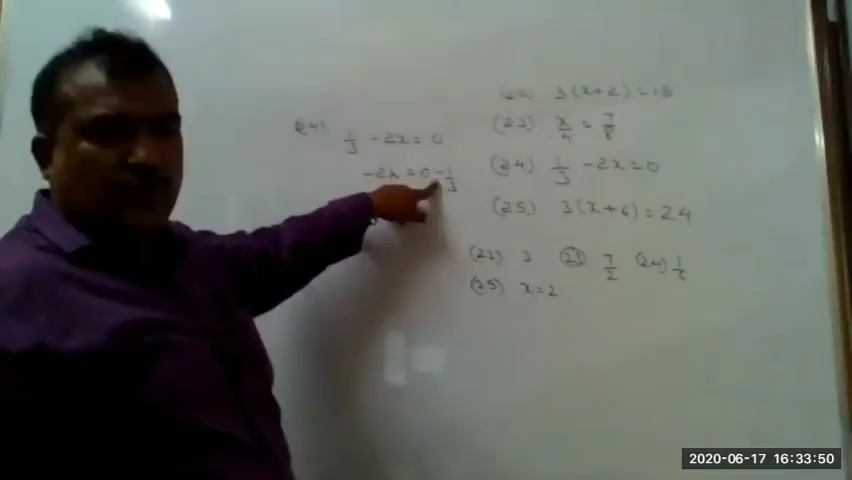 (24) 1/3 - 2x = 0
-2x = 0 - 1/3
3(x+2) = 18
(23) x/4 = 7/8
(24) 1/3 - 2x = 0
(25) 3(x+6) = 24
(22) 3 (23) 7/2 (24) 1/6
(25) x = 2
2020-06-17 16:33:50